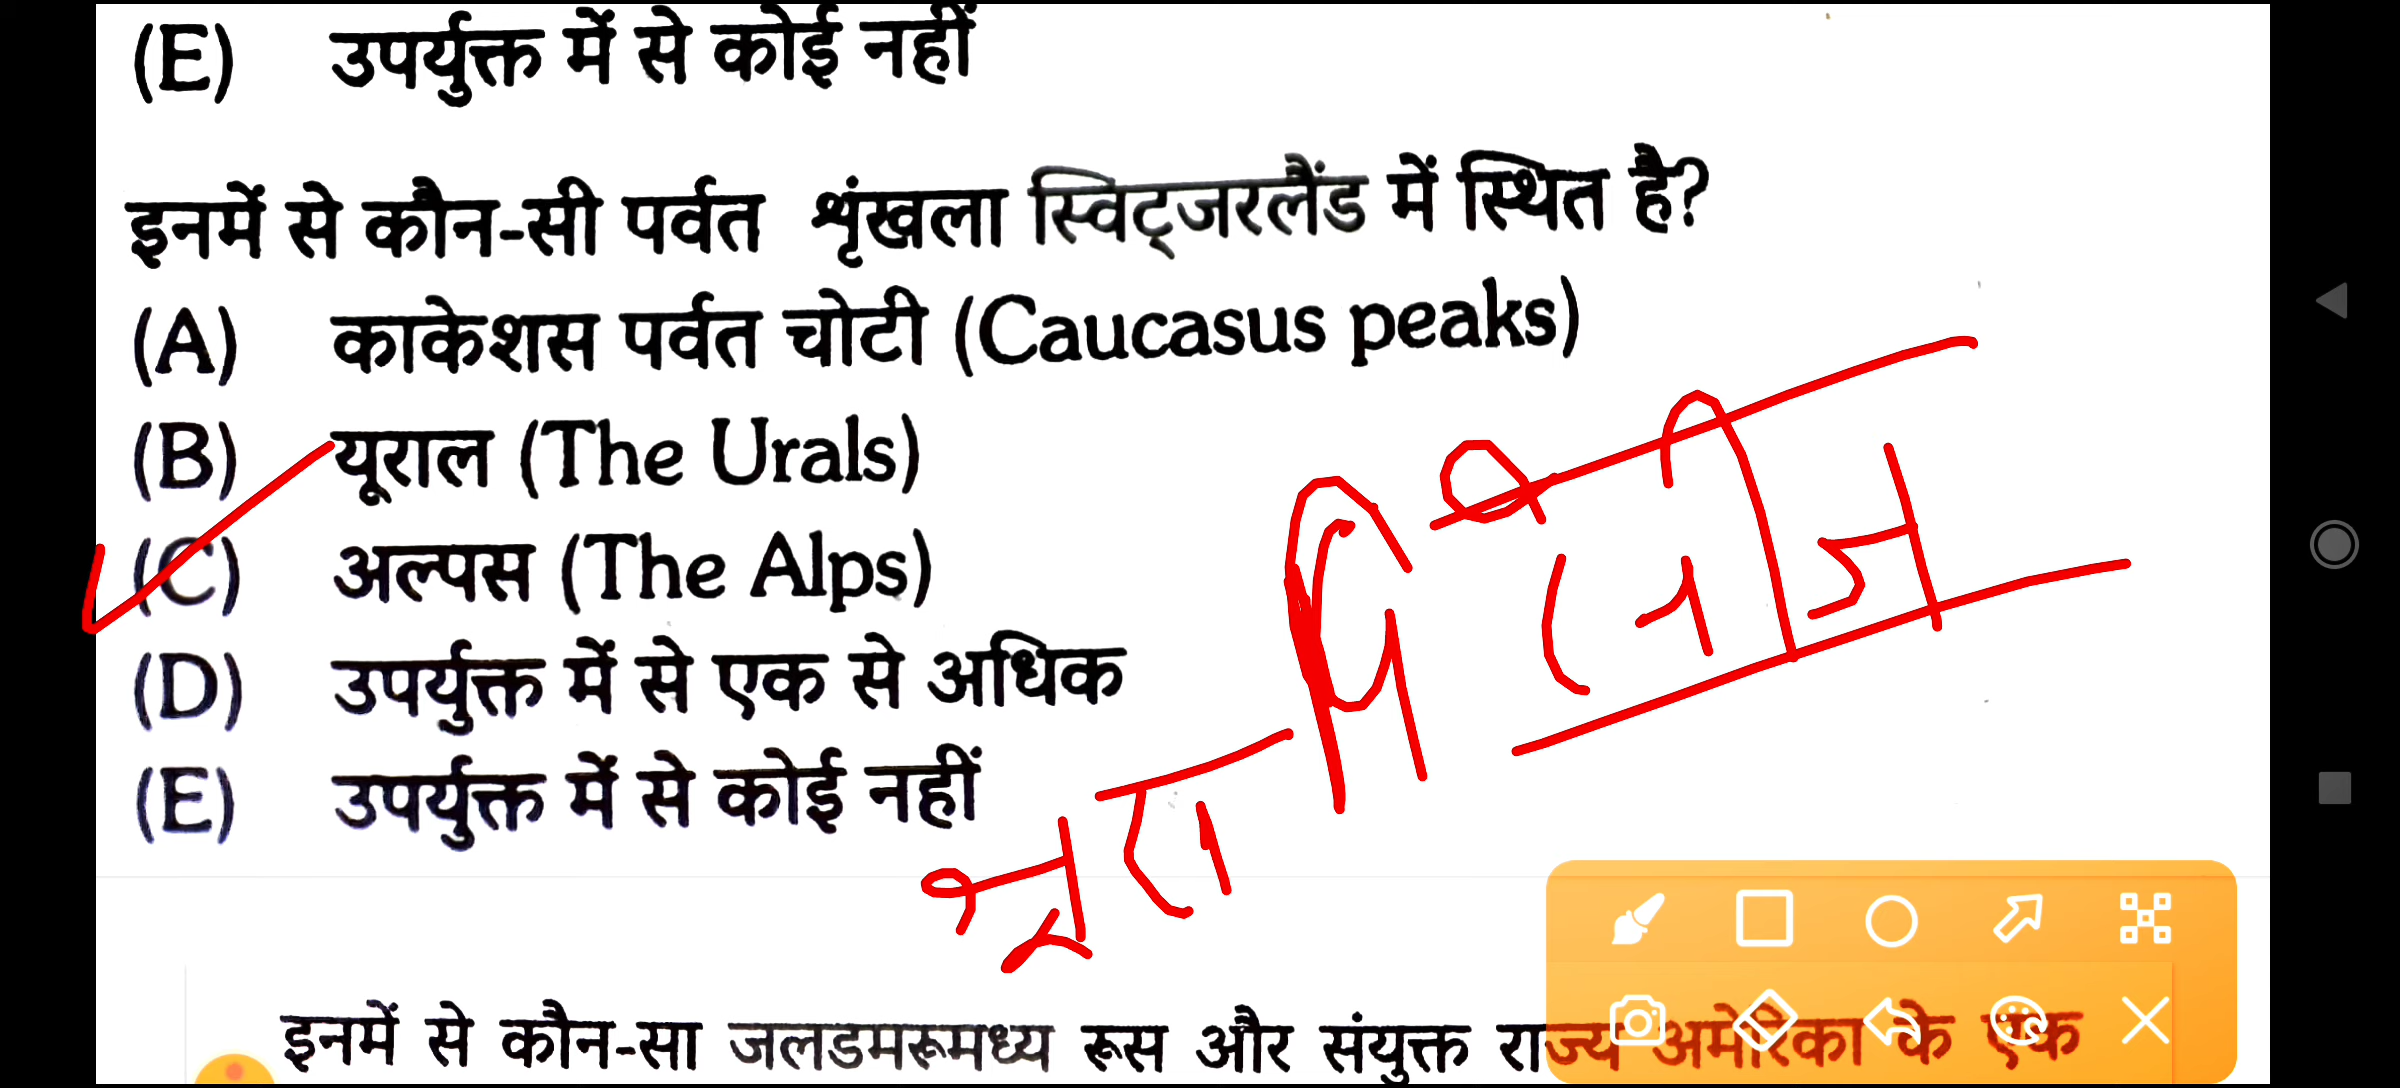 (E) उपर्युक्त में से कोई नहीं
इनमें से कौन-सी पर्वत श्रृंखला स्विट्जरलैंड में स्थित है?
(A) काकेशस पर्वत चोटी (Caucasus peaks)
(B) यूराल (The Urals)
(C) अल्पस (The Alps)
(D) उपर्युक्त में से एक से अधिक
(E) उपर्युक्त में से कोई नहीं
इनमें से कौन-सा जलडमरूमध्य रूस और संयुक्त राज्य अमेरिका के एक